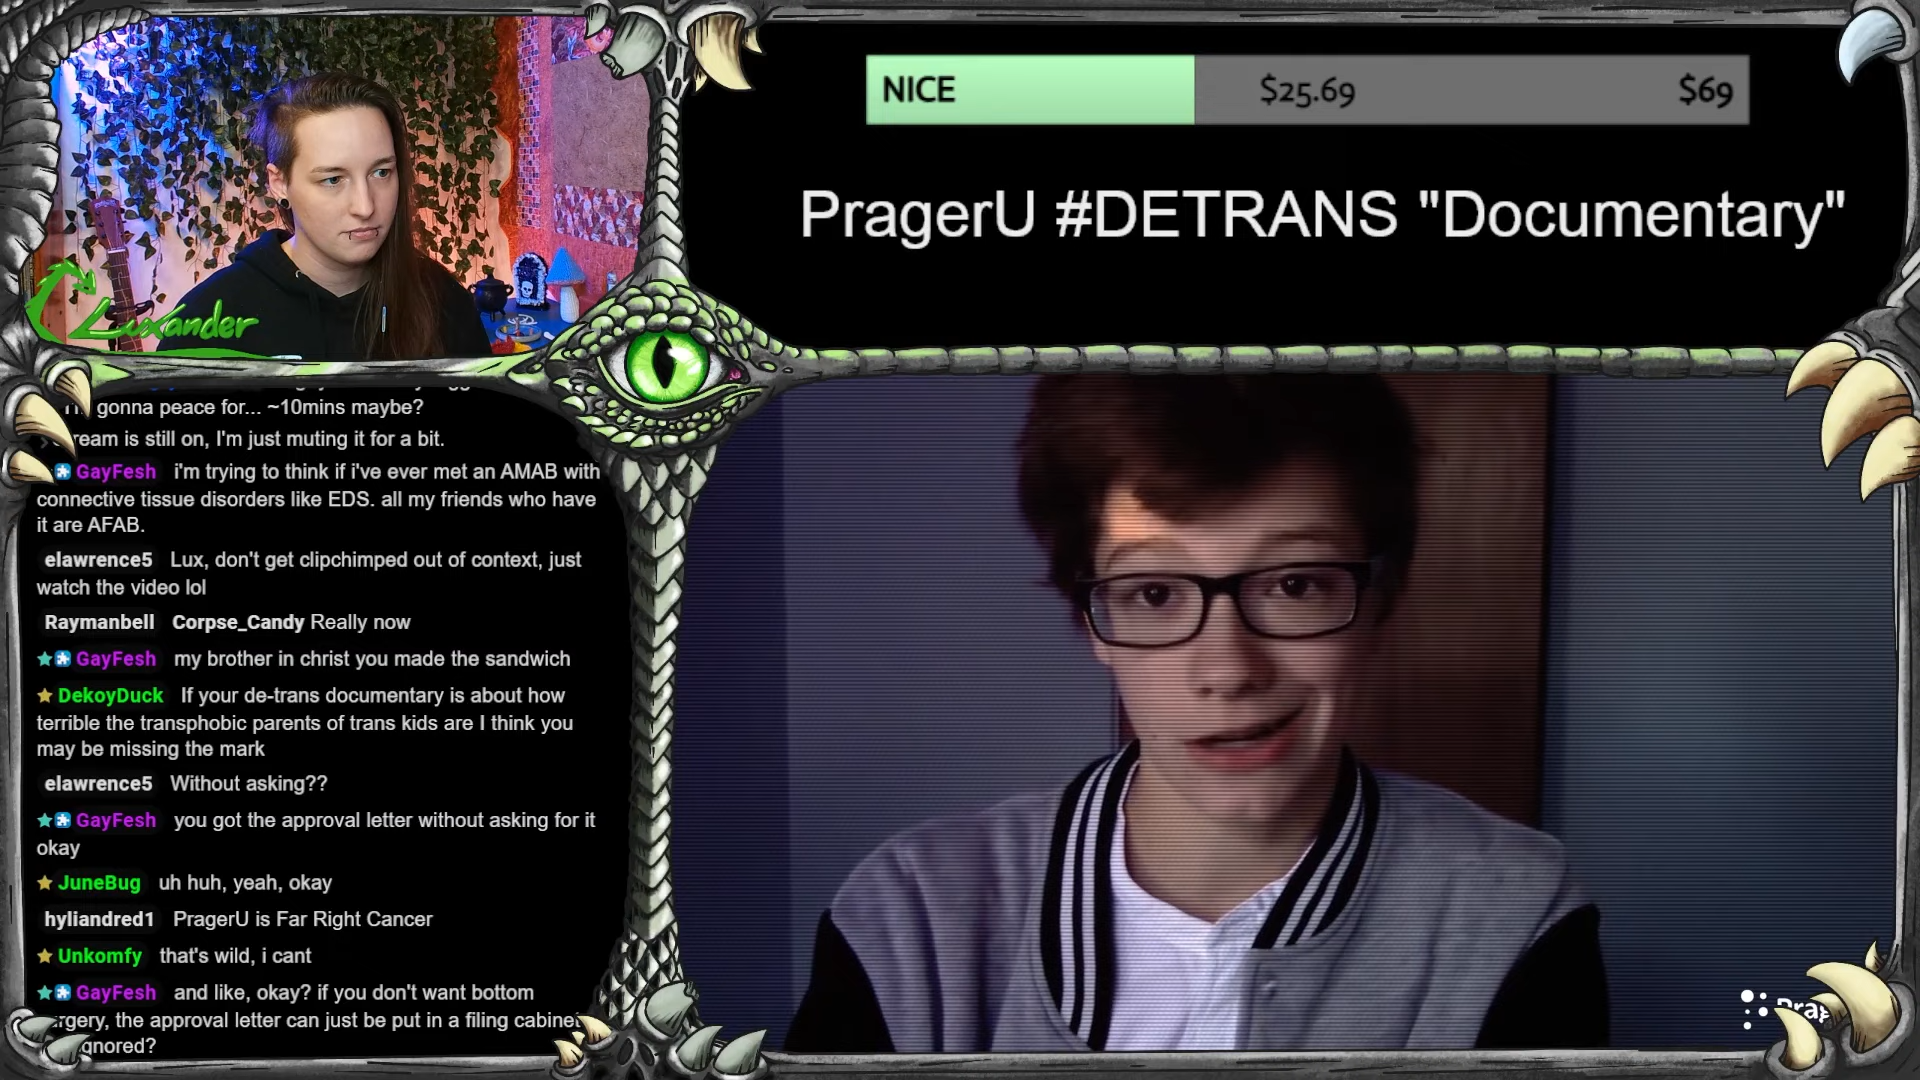 NICE $25.69 $69
PragerU #DETRANS "Documentary"
Luxander
gonna peace for... ~10mins maybe?
ream is still on, I'm just muting it for a bit.
GayFesh i'm trying to think if i've ever met an AMAB with
connective tissue disorders like EDS. all my friends who have
it are AFAB.
elawrence5 Lux, don't get clipchimped out of context, just
watch the video lol
Raymanbell Corpse_Candy Really now
GayFesh my brother in christ you made the sandwich
DekoyDuck If your de-trans documentary is about how
terrible the transphobic parents of trans kids are I think you
may be missing the mark
elawrence5 Without asking??
GayFesh you got the approval letter without asking for it
okay
JuneBug uh huh, yeah, okay
hyliandred1 PragerU is Far Right Cancer
Unkomfy that's wild, i cant
GayFesh and like, okay? if you don't want bottom
rgery, the approval letter can just be put in a filing cabinet
gnored?
Prag